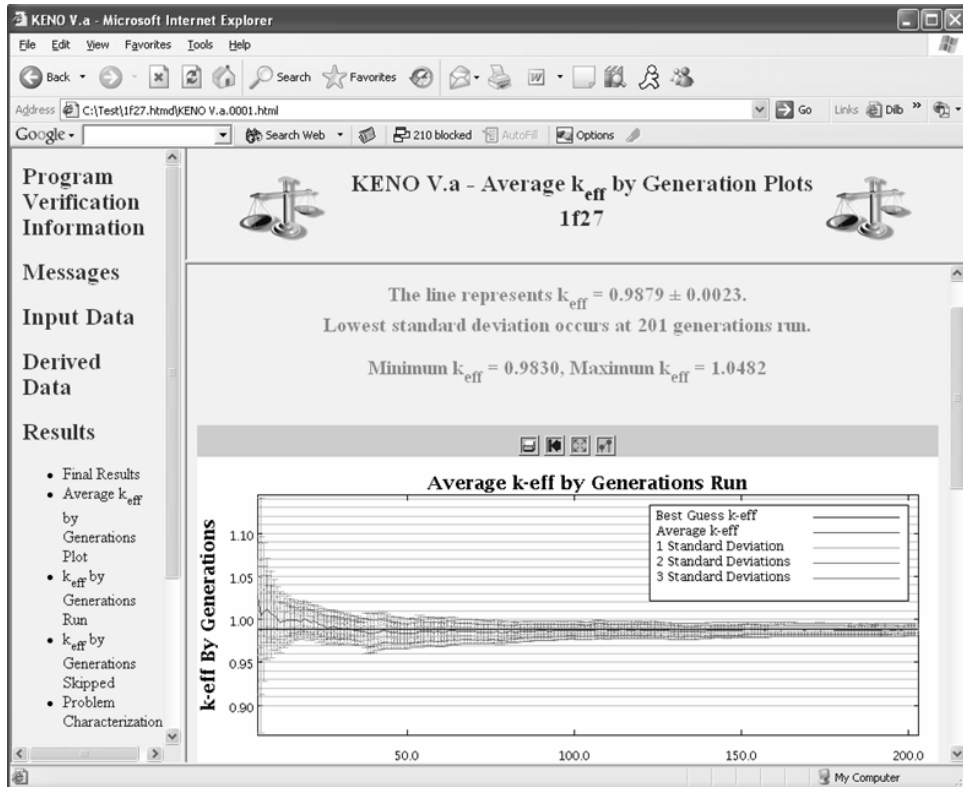 KENO V.a - Microsoft Internet Explorer
File Edit View Favorites Tools Help
Back Search Favorites
Address C:\Test\1f27.htmd\KENO V.a.0001.html Go Links Dilb »
Google Search Web 210 blocked AutoFill Options
Program
Verification
Information
Messages
Input Data
Derived
Data
Results
• Final Results
• Average keff
by
Generations
Plot
• keff by
Generations
Run
• keff by
Generations
Skipped
• Problem
Characterization
KENO V.a - Average keff by Generation Plots
1f27
The line represents keff = 0.9879 ± 0.0023.
Lowest standard deviation occurs at 201 generations run.
Minimum keff = 0.9830, Maximum keff = 1.0482
Average k-eff by Generations Run
k-eff By Generations
1.10
1.05
1.00
0.95
0.90
Best Guess k-eff
Average k-eff
1 Standard Deviation
2 Standard Deviations
3 Standard Deviations
50.0 100.0 150.0 200.0
My Computer